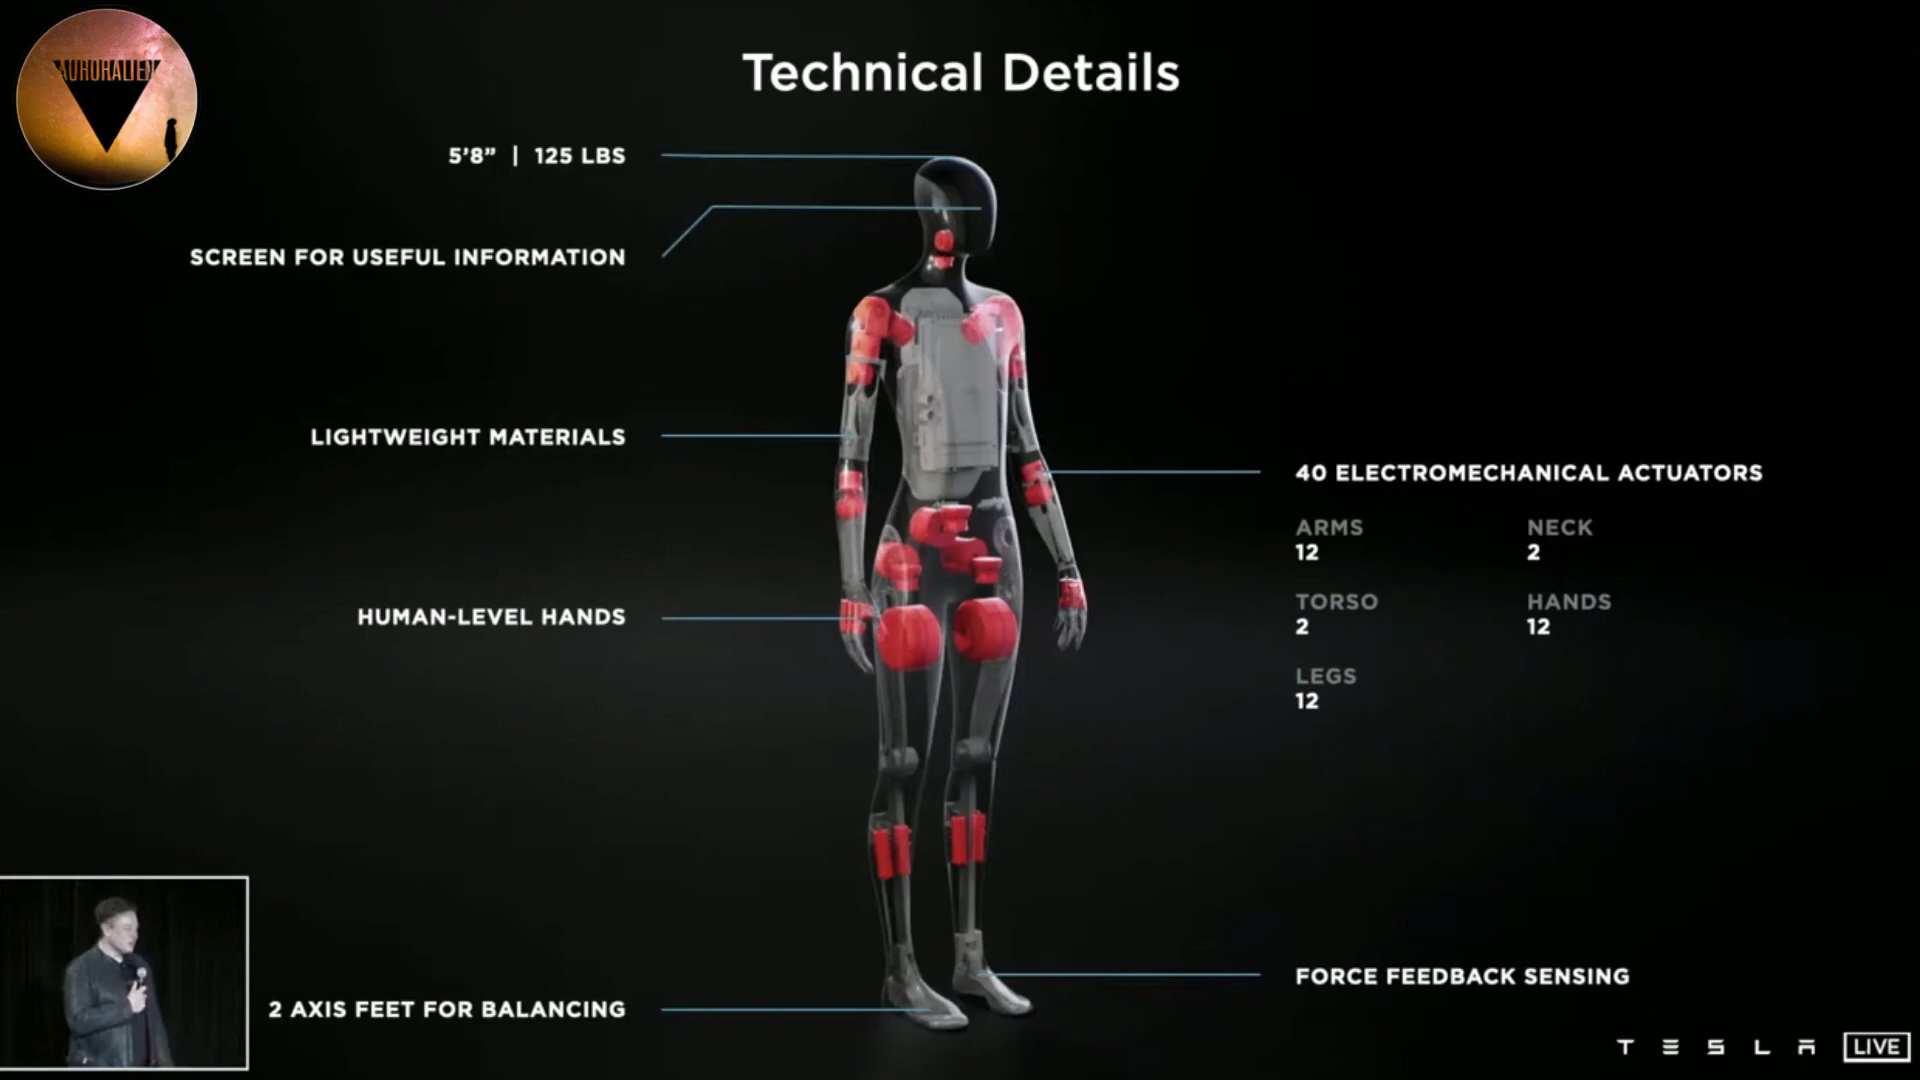 AURORALIEN
Technical Details
5'8” | 125 LBS
SCREEN FOR USEFUL INFORMATION
LIGHTWEIGHT MATERIALS
HUMAN-LEVEL HANDS
2 AXIS FEET FOR BALANCING
40 ELECTROMECHANICAL ACTUATORS
ARMS
12
NECK
2
TORSO
2
HANDS
12
LEGS
12
FORCE FEEDBACK SENSING
TESLA LIVE